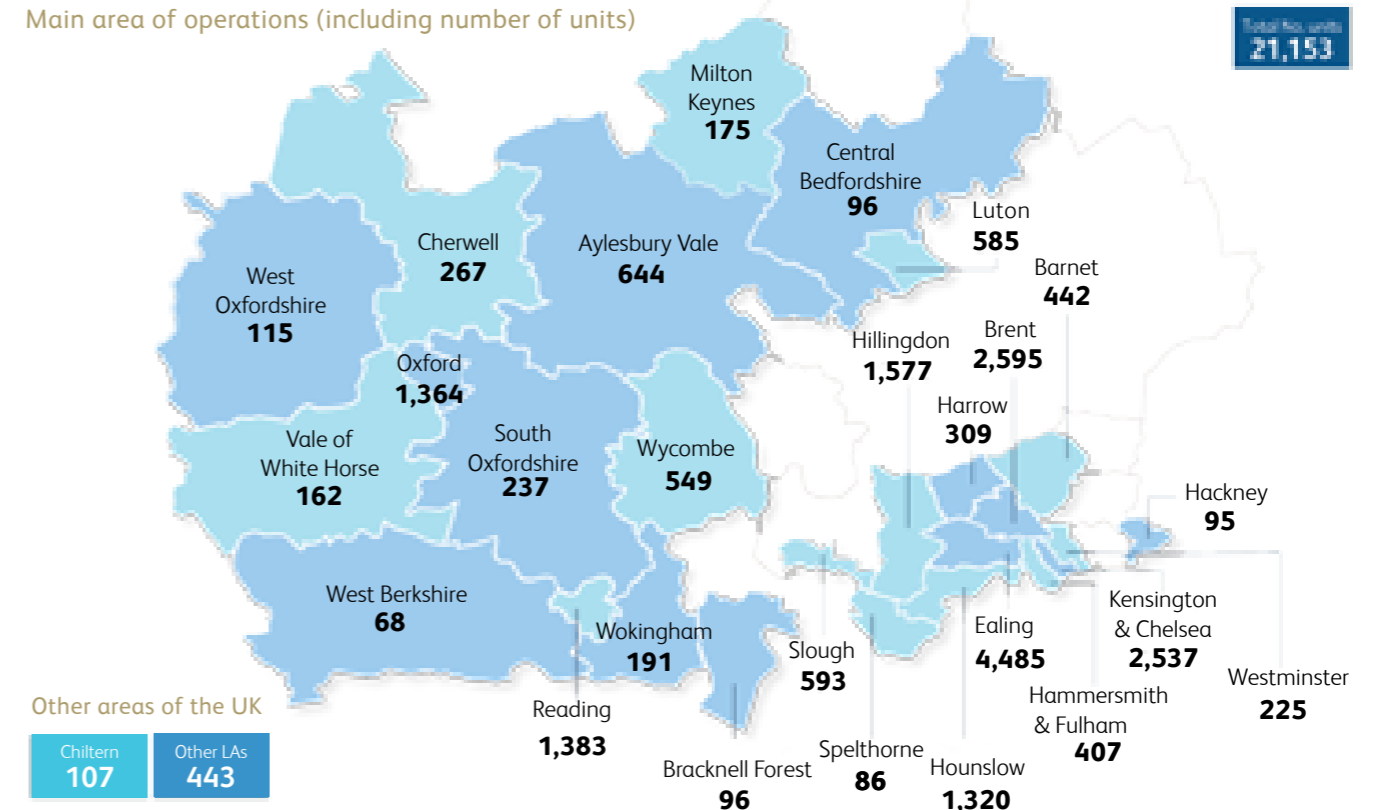 Main area of operations (including number of units)
Total No. units
21,153
Milton
Keynes
175
Central
Bedfordshire
96
Luton
585
Barnet
442
Cherwell
267
Aylesbury Vale
644
West
Oxfordshire
115
Hillingdon
1,577
Brent
2,595
Harrow
309
Oxford
1,364
Vale of
White Horse
162
South
Oxfordshire
237
Wycombe
549
Hackney
95
West Berkshire
68
Wokingham
191
Slough
593
Ealing
4,485
Kensington
& Chelsea
2,537
Westminster
225
Hammersmith
& Fulham
407
Reading
1,383
Bracknell Forest
96
Spelthorne
86
Hounslow
1,320
Other areas of the UK
Chiltern
107
Other LAs
443